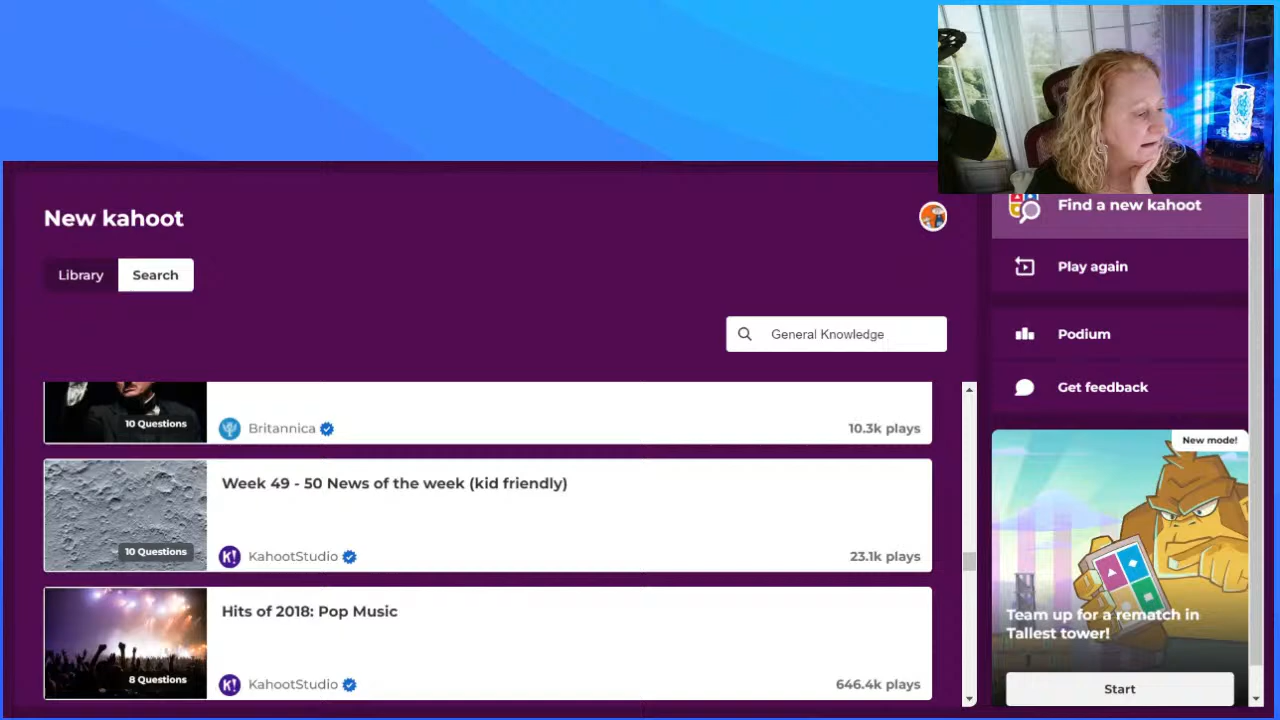 New kahoot
Library
Search
General Knowledge
10 Questions
Britannica
10.3k plays
Week 49 - 50 News of the week (kid friendly)
10 Questions
K! KahootStudio
23.1k plays
Hits of 2018: Pop Music
8 Questions
K! KahootStudio
646.4k plays
Find a new kahoot
Play again
Podium
Get feedback
New mode!
Team up for a rematch in
Tallest tower!
Start